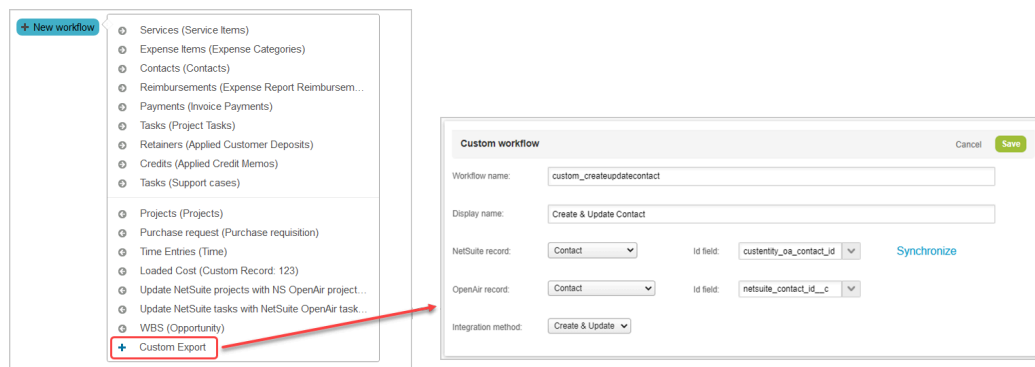 New workflow
Services (Service Items)
Expense Items (Expense Categories)
Contacts (Contacts)
Reimbursements (Expense Report Reimbursem...
Payments (Invoice Payments)
Tasks (Project Tasks)
Retainers (Applied Customer Deposits)
Credits (Applied Credit Memos)
Tasks (Support cases)
Projects (Projects)
Purchase request (Purchase requisition)
Time Entries (Time)
Loaded Cost (Custom Record: 123)
Update NetSuite projects with NS OpenAir project...
Update NetSuite tasks with NetSuite OpenAir task...
WBS (Opportunity)
Custom Export
Custom workflow Cancel Save
Workflow name: custom_createupdatecontact
Display name: Create & Update Contact
NetSuite record: Contact Id field: custentity_oa_contact_id Synchronize
OpenAir record: Contact Id field: netsuite_contact_id__c
Integration method: Create & Update